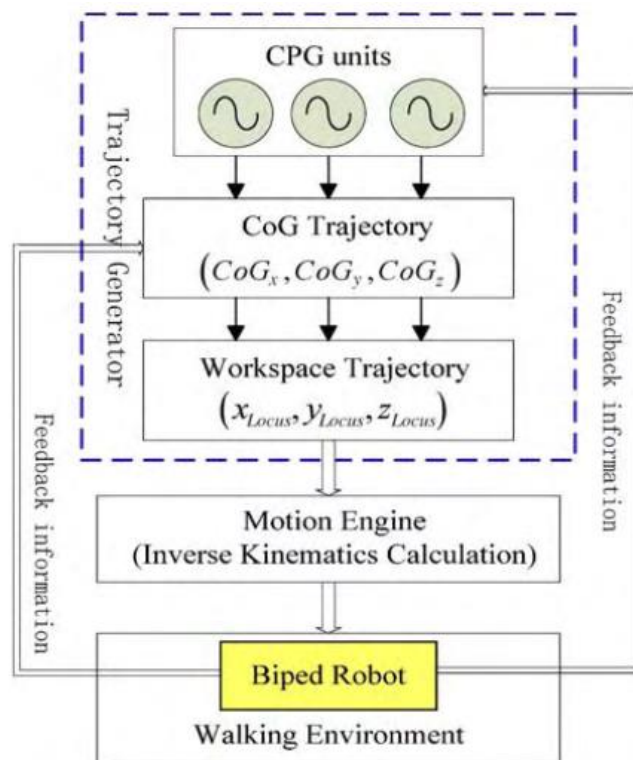 CPG units
Trajectory Generator
CoG Trajectory
(CoG_x, CoG_y, CoG_z)
Workspace Trajectory
(x_Locus, y_Locus, z_Locus)
Feedback information
Feedback information
Motion Engine
(Inverse Kinematics Calculation)
Biped Robot
Walking Environment